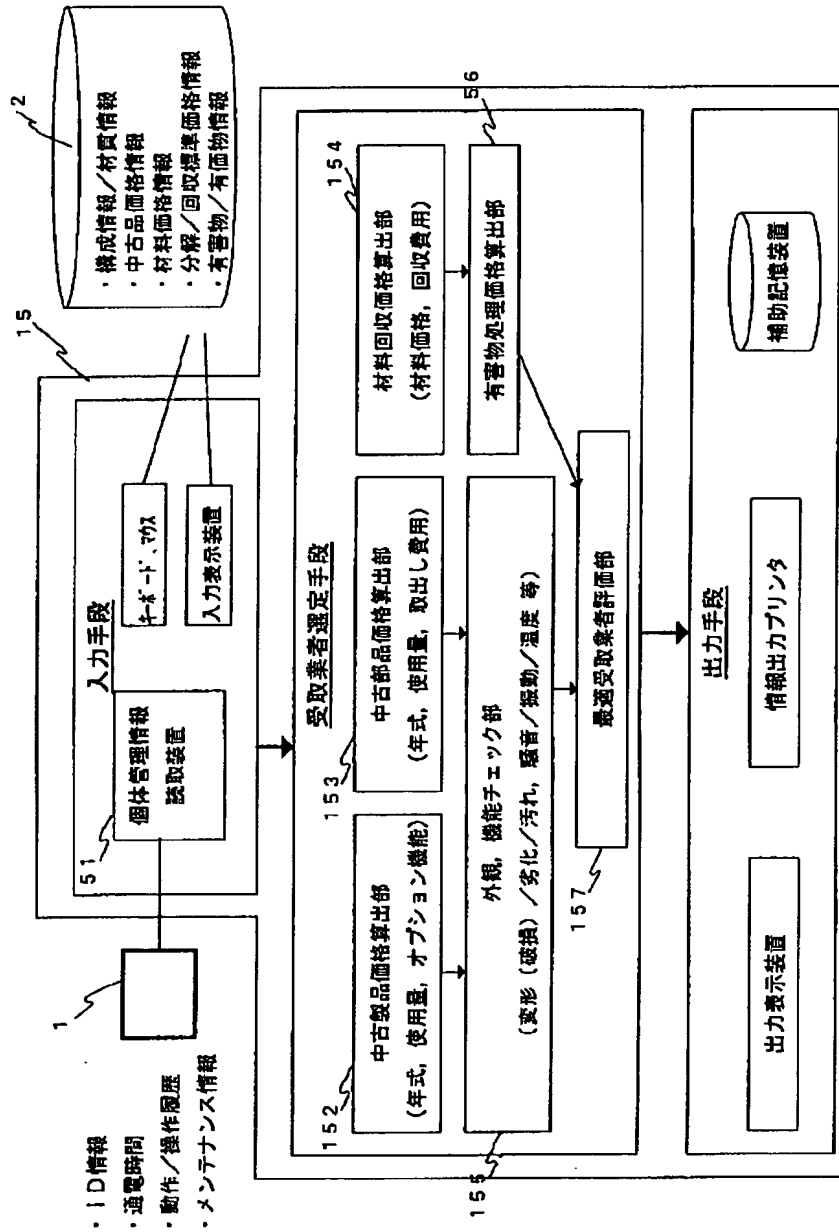 1
・ID情報
・通電時間
・動作/操作履歴
・メンテナンス情報
2
・構成情報/材質情報
・中古品価格情報
・材料価格情報
・分解/回収標準価格情報
・有害物/有価物情報
15
入力手段
51
個体管理情報
読取装置
キーボード、マウス
入力表示装置
受取業者選定手段
152
中古製品価格算出部
(年式, 使用量, オプション機能)
153
中古部品価格算出部
(年式, 使用量, 取出し費用)
154
材料回収価格算出部
(材料価格, 回収費用)
155
外観, 機能チェック部
(変形(破損)/劣化/汚れ, 騒音/振動/温度 等)
56
有害物処理価格算出部
157
最適受取業者評価部
出力手段
出力表示装置
情報出力プリンタ
補助記憶装置